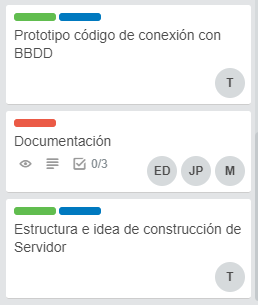 Prototipo código de conexión con
BBDD
T
Documentación
0/3
ED JP M
Estructura e idea de construcción de
Servidor
T